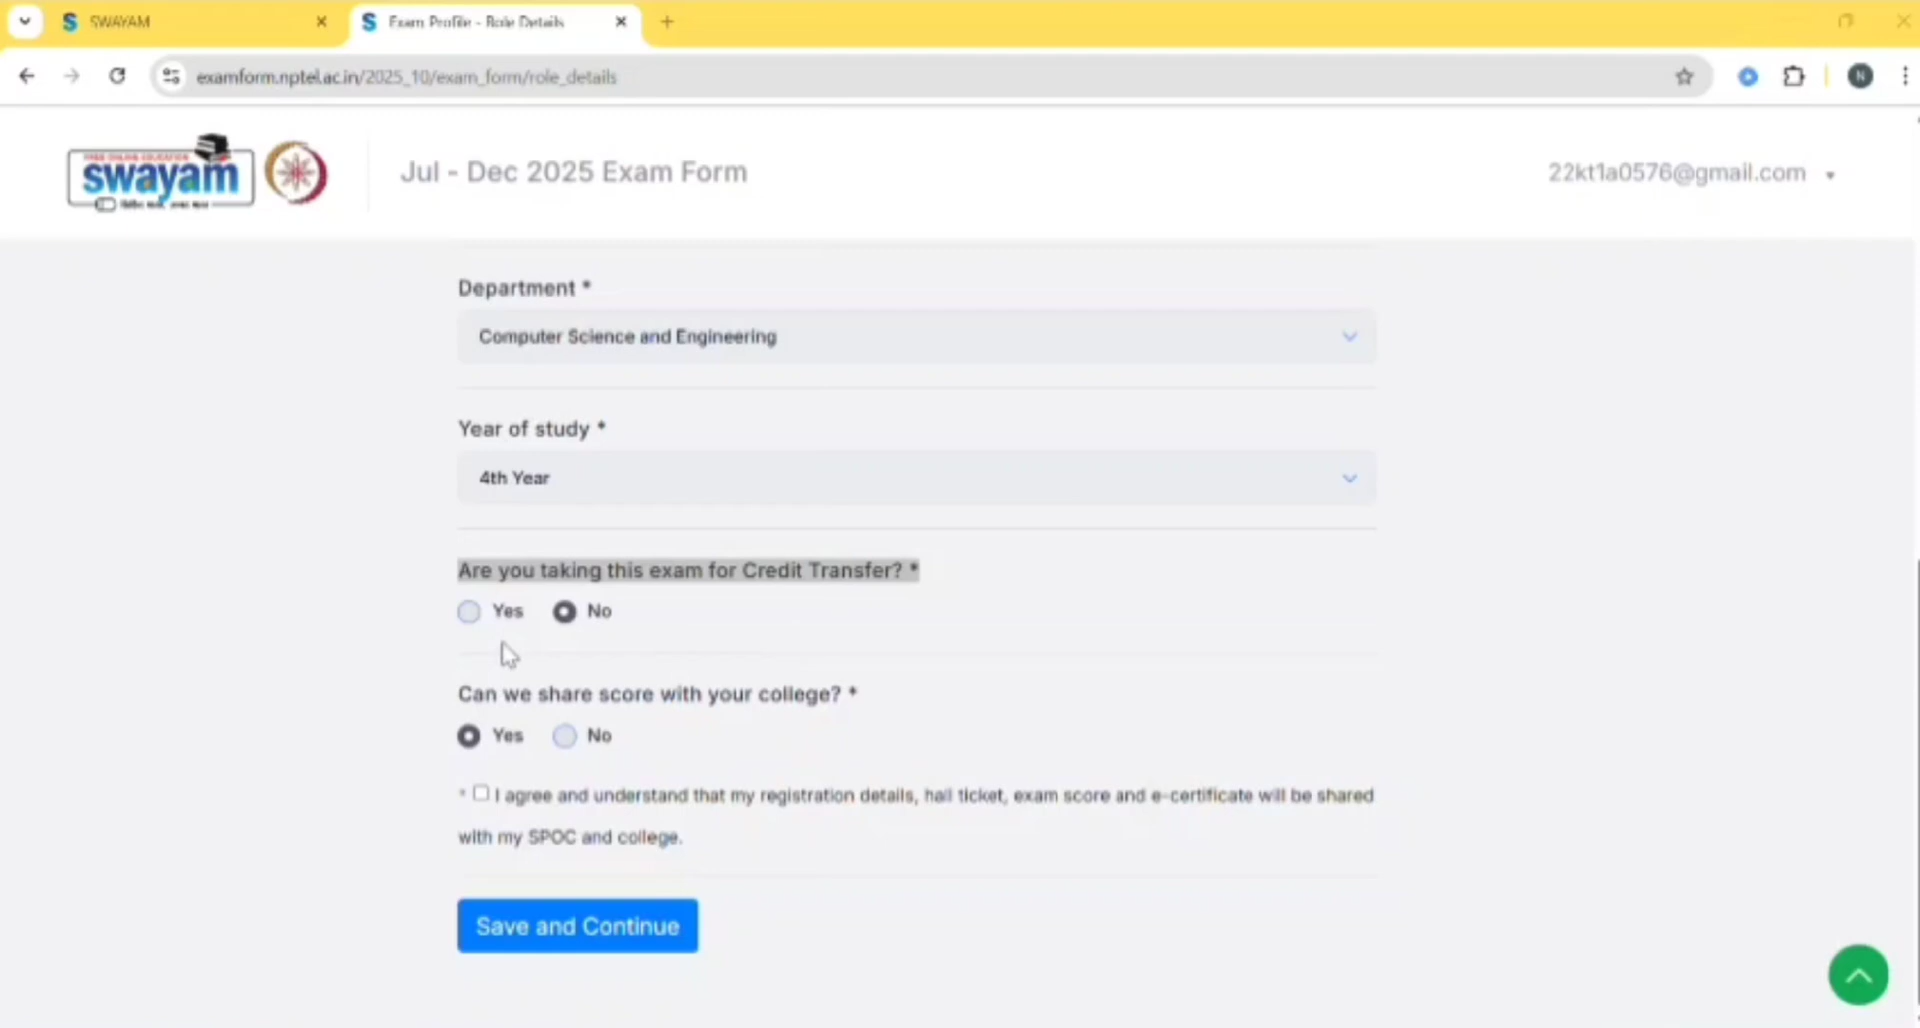 SWAYAM
Exam Profile - Role Details
examform.nptel.ac.in/2025_10/exam_form/role_details
N
FREE ONLINE EDUCATION
swayam
Jul - Dec 2025 Exam Form
22kt1a0576@gmail.com
Department *
Computer Science and Engineering
Year of study *
4th Year
Are you taking this exam for Credit Transfer? *
Yes No
Can we share score with your college? *
Yes No
* I agree and understand that my registration details, hall ticket, exam score and e-certificate will be shared
with my SPOC and college.
Save and Continue